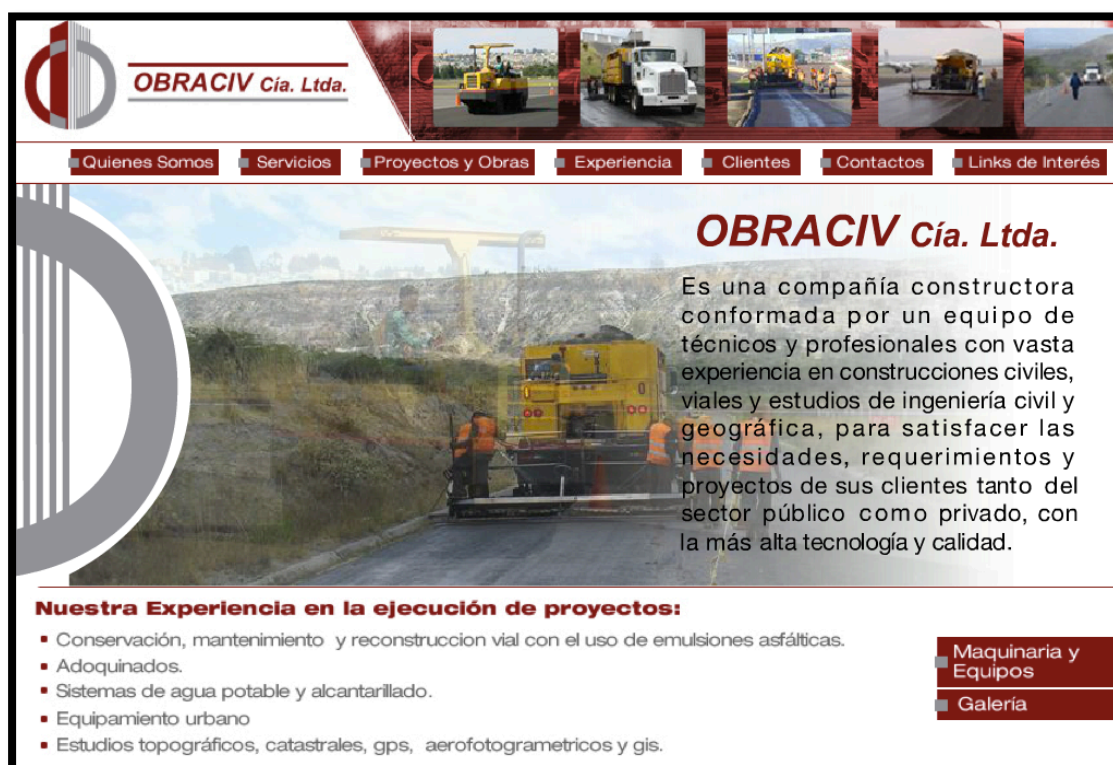 OBRACIV Cía. Ltda.
Quienes Somos
Servicios
Proyectos y Obras
Experiencia
Clientes
Contactos
Links de Interés
OBRACIV Cía. Ltda.
Es una compañía constructora
conformada por un equipo de
técnicos y profesionales con vasta
experiencia en construcciones civiles,
viales y estudios de ingeniería civil y
geográfica, para satisfacer las
necesidades, requerimientos y
proyectos de sus clientes tanto del
sector público como privado, con
la más alta tecnología y calidad.
Nuestra Experiencia en la ejecución de proyectos:
Conservación, mantenimiento y reconstruccion vial con el uso de emulsiones asfálticas.
Adoquinados.
Sistemas de agua potable y alcantarillado.
Equipamiento urbano
Estudios topográficos, catastrales, gps, aerofotogrametricos y gis.
Maquinaria y
Equipos
Galería